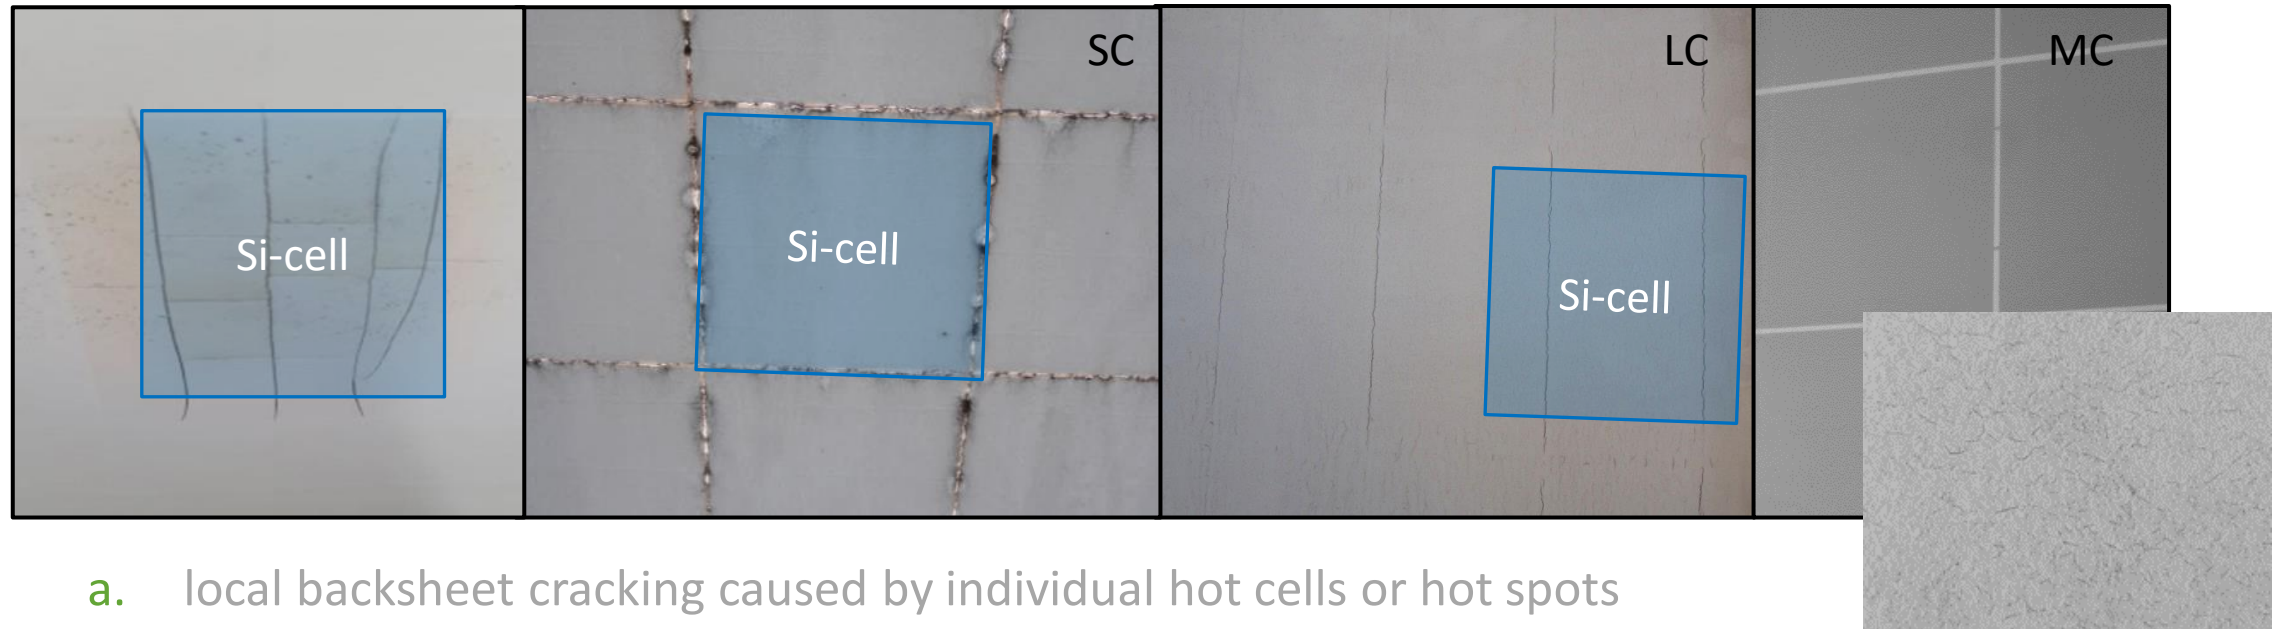 SC
LC
MC
Si-cell
Si-cell
Si-cell
a. local backsheet cracking caused by individual hot cells or hot spots